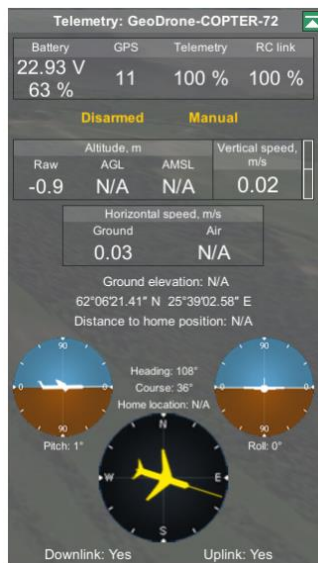 Telemetry: GeoDrone-COPTER-72
Battery GPS Telemetry RC link
22.93 V
63 % 11 100 % 100 %
Disarmed Manual
Altitude, m Vertical speed, m/s
Raw AGL AMSL
-0.9 N/A N/A 0.02
Horizontal speed, m/s
Ground Air
0.03 N/A
Ground elevation: N/A
62°06'21.41" N 25°39'02.58" E
Distance to home position: N/A
90 90
0 0 0 0
90 90
Heading: 108°
Course: 36°
Home location: N/A
Pitch: 1° Roll: 0°
N
W E
S
Downlink: Yes Uplink: Yes